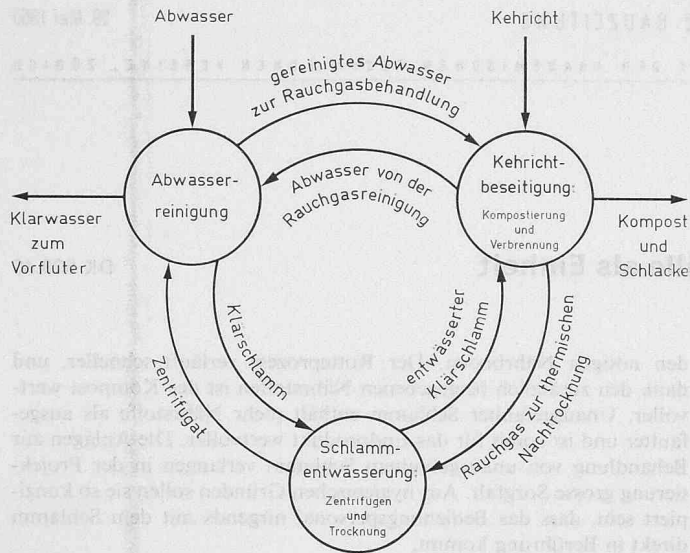 Abwasser
Kehricht
gereinigtes Abwasser
zur Rauchgasbehandlung
Abwasser-
reinigung
Abwasser von der
Rauchgasreinigung
Kehricht-
beseitigung:
Kompostierung
und
Verbrennung
Klarwasser
zum
Vorfluter
Kompost
und
Schlacke
Zentrifugat
Klärschlamm
entwässerter
Klärschlamm
Rauchgas zur thermischen
Nachtrocknung
Schlamm-
entwässerung:
Zentrifugen
und
Trocknung